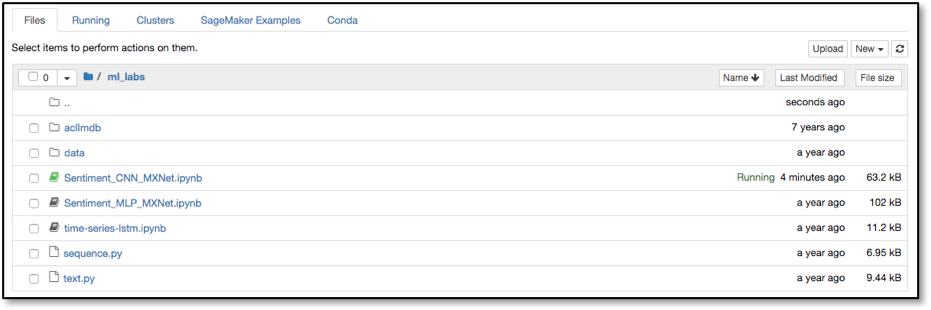 Files Running Clusters SageMaker Examples Conda
Select items to perform actions on them. Upload New
0 / ml_labs Name Last Modified File size
.. seconds ago
aclImdb 7 years ago
data a year ago
Sentiment_CNN_MXNet.ipynb Running 4 minutes ago 63.2 kB
Sentiment_MLP_MXNet.ipynb a year ago 102 kB
time-series-lstm.ipynb a year ago 11.2 kB
sequence.py a year ago 6.95 kB
text.py a year ago 9.44 kB